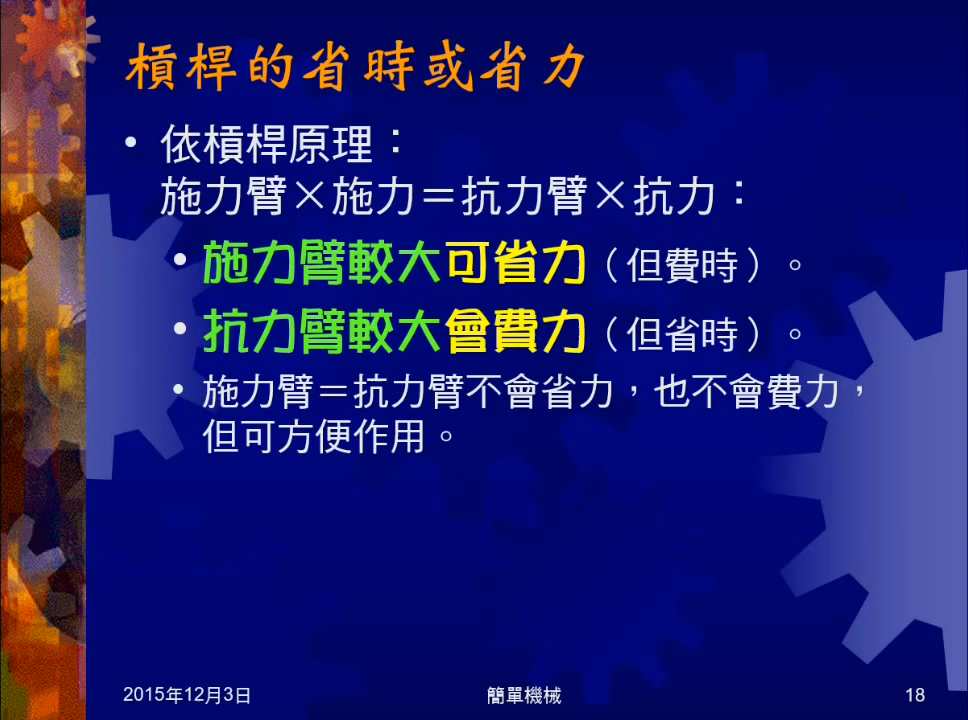 槓桿的省時或省力
• 依槓桿原理：
施力臂×施力＝抗力臂×抗力：
• 施力臂較大可省力（但費時）。
• 抗力臂較大會費力（但省時）。
• 施力臂＝抗力臂不會省力，也不會費力，
但可方便作用。
2015年12月3日
簡單機械
18